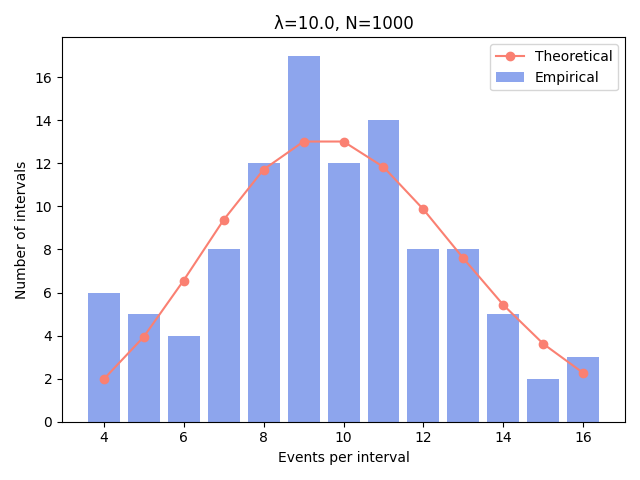 λ=10.0, N=1000
Theoretical
Empirical
Number of intervals
16
14
12
10
8
6
4
2
0
4 6 8 10 12 14 16
Events per interval